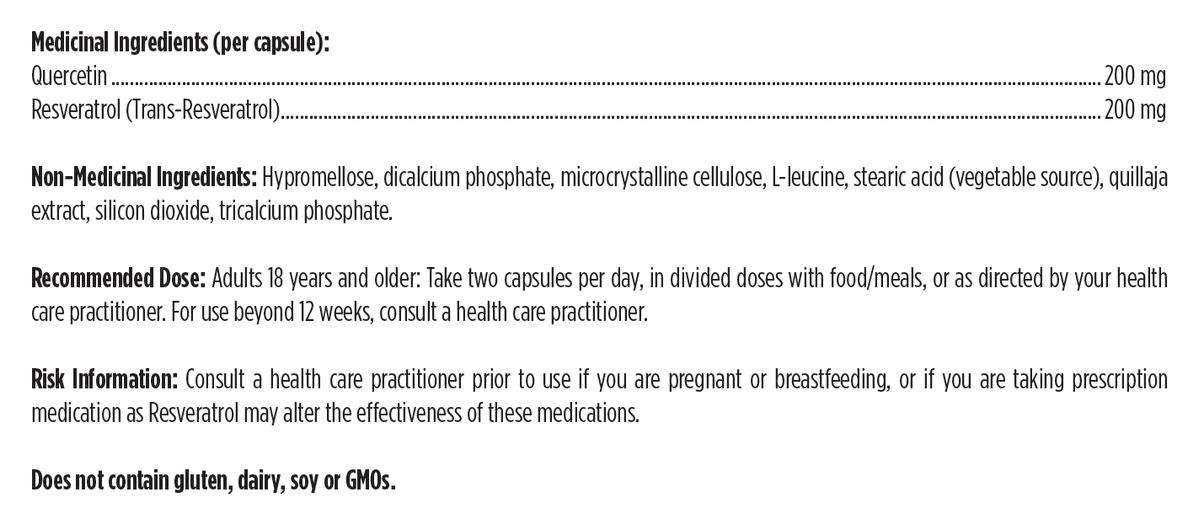 Medicinal Ingredients (per capsule):
Quercetin ........................................................................................................................ 200 mg
Resveratrol (Trans-Resveratrol)........................................................................................................................ 200 mg
Non-Medicinal Ingredients: Hypromellose, dicalcium phosphate, microcrystalline cellulose, L-leucine, stearic acid (vegetable source), quillaja
extract, silicon dioxide, tricalcium phosphate.
Recommended Dose: Adults 18 years and older: Take two capsules per day, in divided doses with food/meals, or as directed by your health
care practitioner. For use beyond 12 weeks, consult a health care practitioner.
Risk Information: Consult a health care practitioner prior to use if you are pregnant or breastfeeding, or if you are taking prescription
medication as Resveratrol may alter the effectiveness of these medications.
Does not contain gluten, dairy, soy or GMOs.